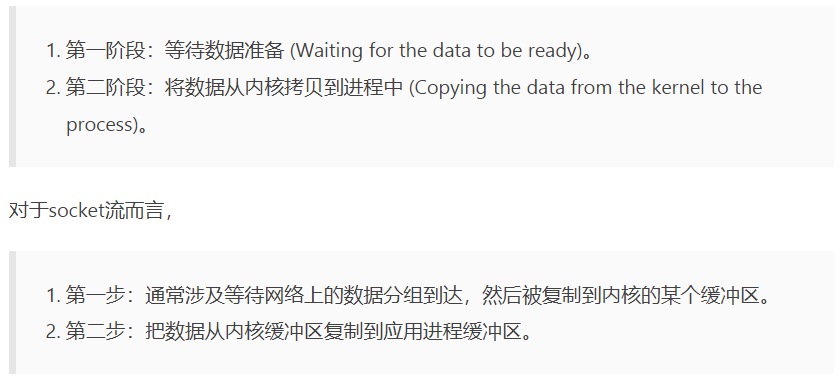 1. 第一阶段：等待数据准备 (Waiting for the data to be ready)。
2. 第二阶段：将数据从内核拷贝到进程中 (Copying the data from the kernel to the
process)。
对于socket流而言，
1. 第一步：通常涉及等待网络上的数据分组到达，然后被复制到内核的某个缓冲区。
2. 第二步：把数据从内核缓冲区复制到应用进程缓冲区。